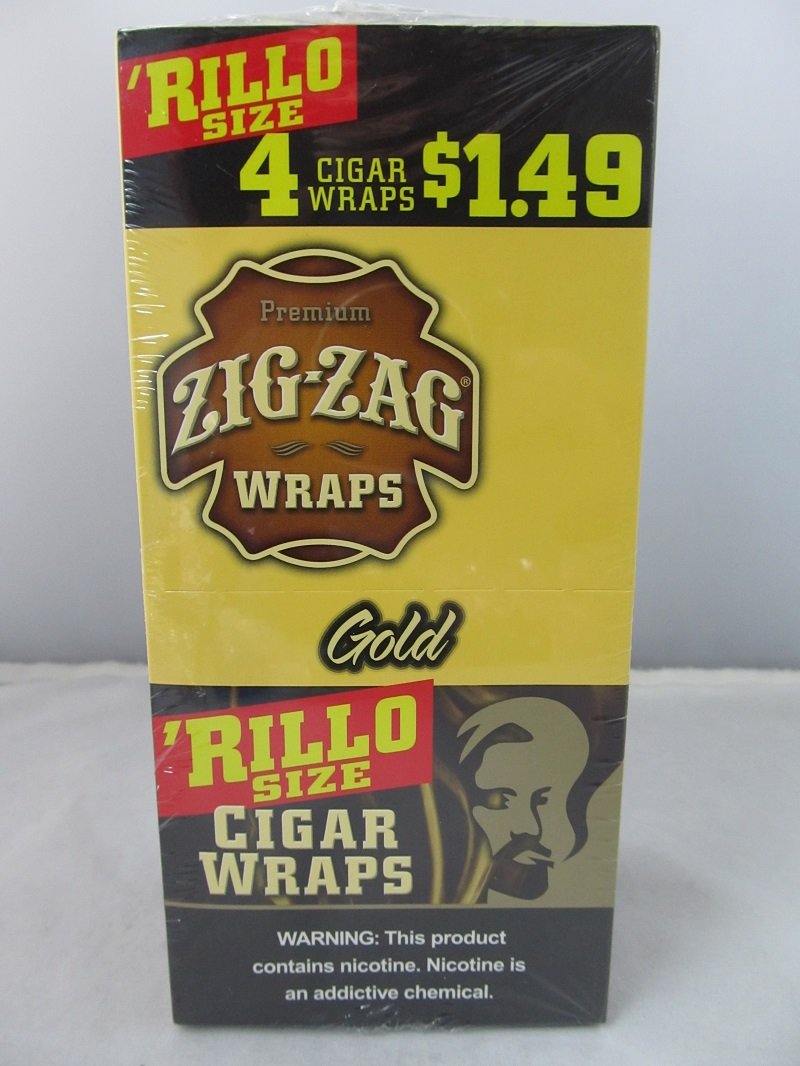 'RILLO
SIZE
4 CIGAR WRAPS $1.49
Premium
ZIG-ZAG®
WRAPS
Gold
'RILLO
SIZE
CIGAR
WRAPS
WARNING: This product
contains nicotine. Nicotine is
an addictive chemical.